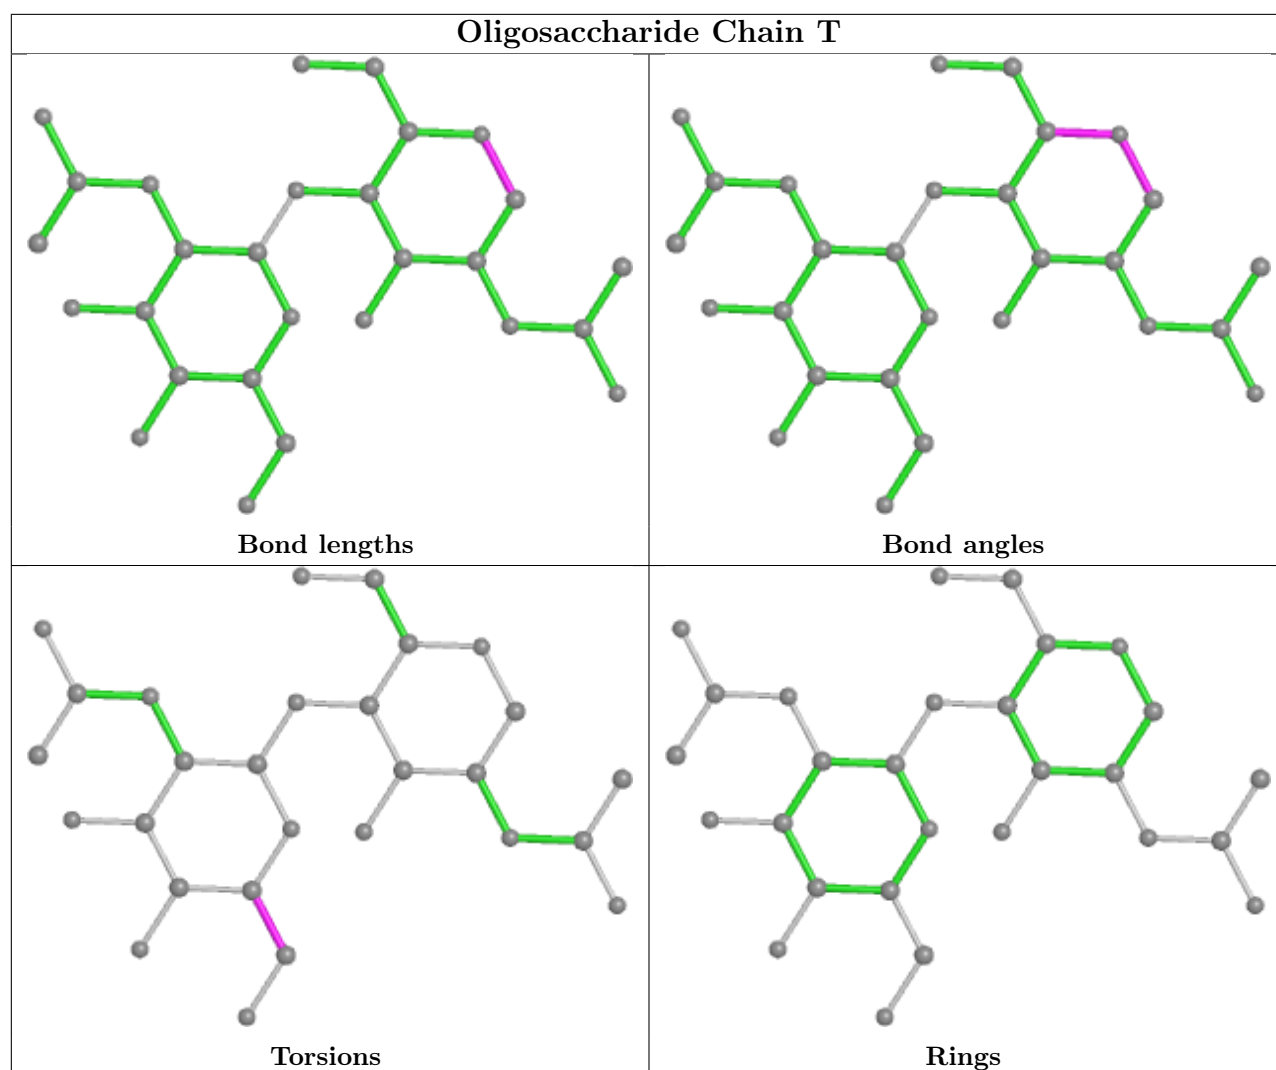 Oligosaccharide Chain T
Bond lengths
Bond angles
Torsions
Rings